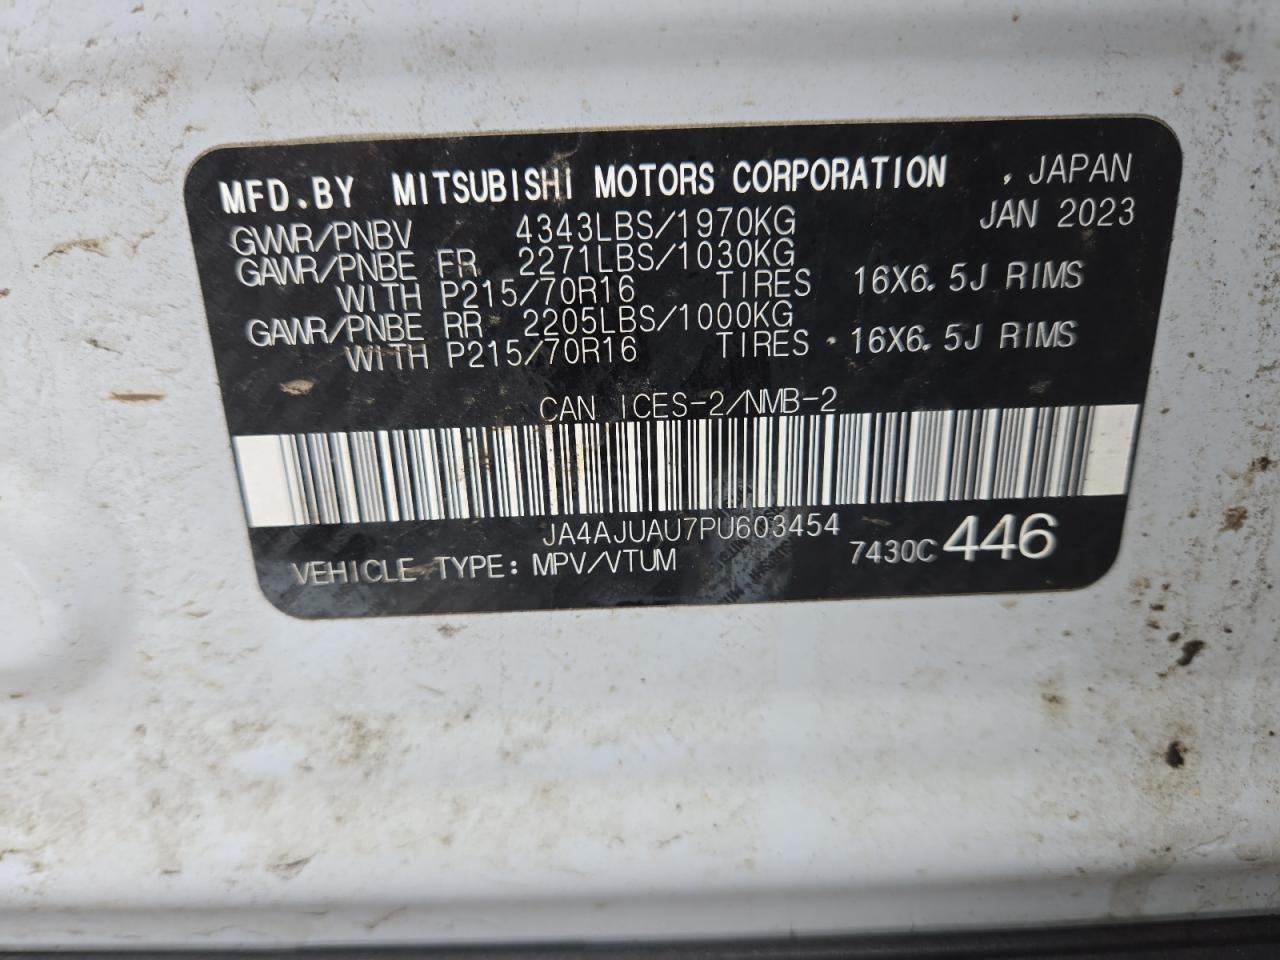 MFD.BY MITSUBISHI MOTORS CORPORATION , JAPAN
GVWR/PNBV 4343LBS/1970KG JAN 2023
GAWR/PNBE FR 2271LBS/1030KG
WITH P215/70R16 TIRES 16X6.5J RIMS
GAWR/PNBE RR 2205LBS/1000KG
WITH P215/70R16 TIRES 16X6.5J RIMS
CAN ICES-2/NMB-2
JA4AJUAU7PU603454
VEHICLE TYPE: MPV/VTUM 7430C 446